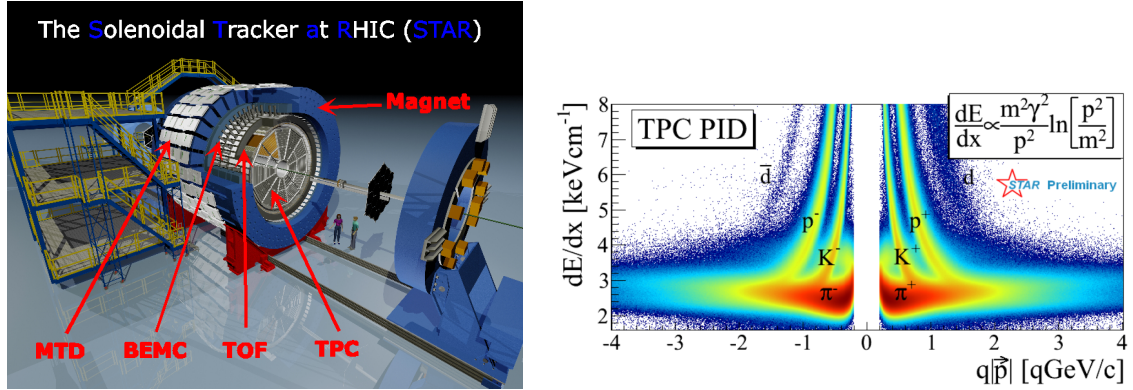 The Solenoidal Tracker at RHIC (STAR)
Magnet
MTD BEMC TOF TPC
TPC PID
dE/dx ∝ m²γ²/p² ln[p²/m²]
STAR Preliminary
d̄
d
p⁻
p⁺
K⁻
K⁺
π⁻
π⁺
dE/dx [keVcm⁻¹]
8
7
6
5
4
3
2
-4 -3 -2 -1 0 1 2 3 4
q|p⃗| [qGeV/c]